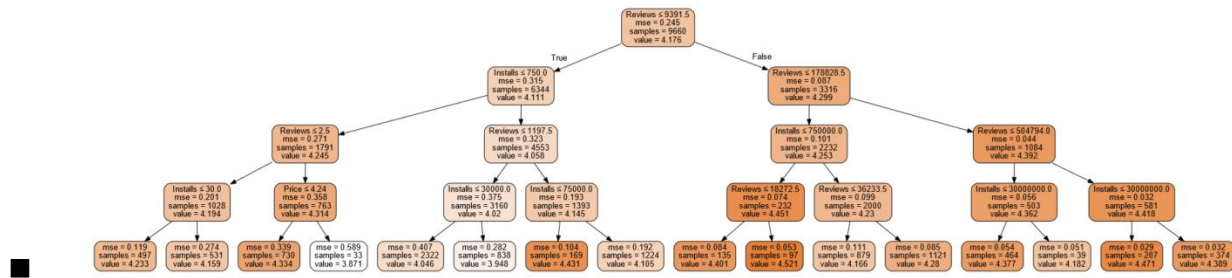 Reviews ≤ 9391.5
mse = 0.245
samples = 9660
value = 4.176
True
False
Installs ≤ 750.0
mse = 0.315
samples = 6344
value = 4.111
Reviews ≤ 178828.5
mse = 0.087
samples = 3316
value = 4.299
Reviews ≤ 2.5
mse = 0.271
samples = 1791
value = 4.245
Reviews ≤ 1197.5
mse = 0.323
samples = 4553
value = 4.058
Installs ≤ 750000.0
mse = 0.101
samples = 2232
value = 4.253
Reviews ≤ 504794.0
mse = 0.044
samples = 1084
value = 4.392
Installs ≤ 30.0
mse = 0.201
samples = 1028
value = 4.194
Price ≤ 4.24
mse = 0.358
samples = 763
value = 4.314
Installs ≤ 30000.0
mse = 0.375
samples = 3160
value = 4.02
Installs ≤ 75000.0
mse = 0.193
samples = 1393
value = 4.145
Reviews ≤ 18272.5
mse = 0.074
samples = 232
value = 4.451
Reviews ≤ 36233.5
mse = 0.099
samples = 2000
value = 4.23
Installs ≤ 30000000.0
mse = 0.056
samples = 503
value = 4.362
Installs ≤ 30000000.0
mse = 0.032
samples = 581
value = 4.418
mse = 0.119
samples = 497
value = 4.233
mse = 0.274
samples = 531
value = 4.159
mse = 0.339
samples = 730
value = 4.334
mse = 0.589
samples = 33
value = 3.871
mse = 0.407
samples = 2322
value = 4.046
mse = 0.282
samples = 838
value = 3.948
mse = 0.104
samples = 169
value = 4.431
mse = 0.192
samples = 1224
value = 4.105
mse = 0.084
samples = 135
value = 4.401
mse = 0.053
samples = 97
value = 4.521
mse = 0.111
samples = 879
value = 4.166
mse = 0.085
samples = 1121
value = 4.28
mse = 0.054
samples = 464
value = 4.377
mse = 0.051
samples = 39
value = 4.182
mse = 0.029
samples = 207
value = 4.471
mse = 0.032
samples =
value = 4.389